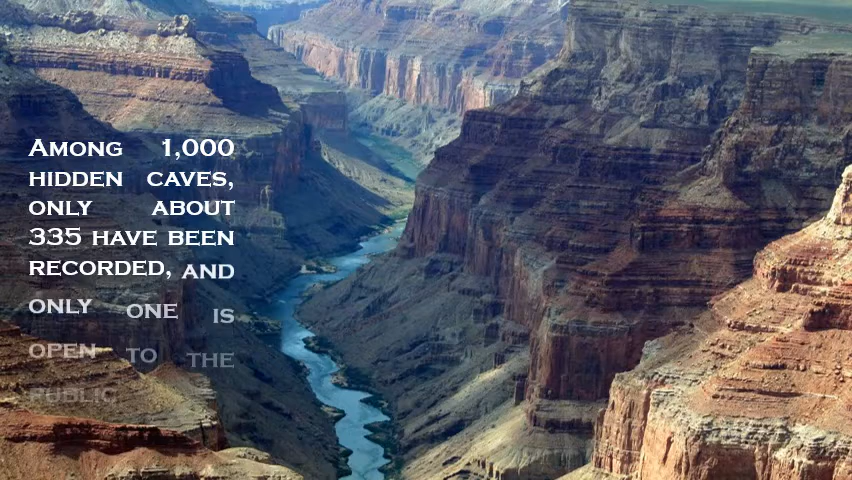 AMONG 1,000
HIDDEN CAVES,
ONLY ABOUT
335 HAVE BEEN
RECORDED, AND
ONLY ONE IS
OPEN TO THE
PUBLIC